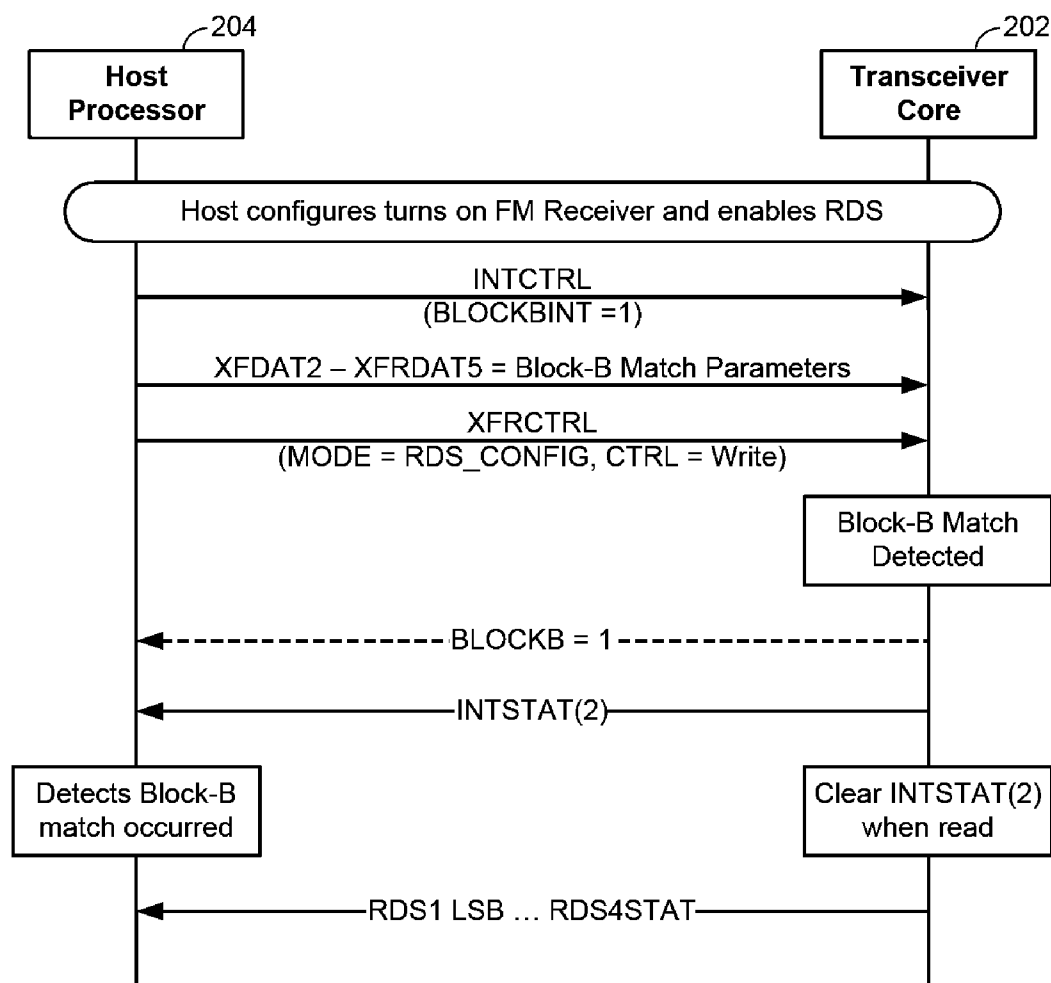 204
202
Host
Processor
Transceiver
Core
Host configures turns on FM Receiver and enables RDS
INTCTRL
(BLOCKBINT =1)
XFDAT2 – XFRDAT5 = Block-B Match Parameters
XFRCTRL
(MODE = RDS_CONFIG, CTRL = Write)
Block-B Match
Detected
BLOCKB = 1
INTSTAT(2)
Detects Block-B
match occurred
Clear INTSTAT(2)
when read
RDS1 LSB … RDS4STAT